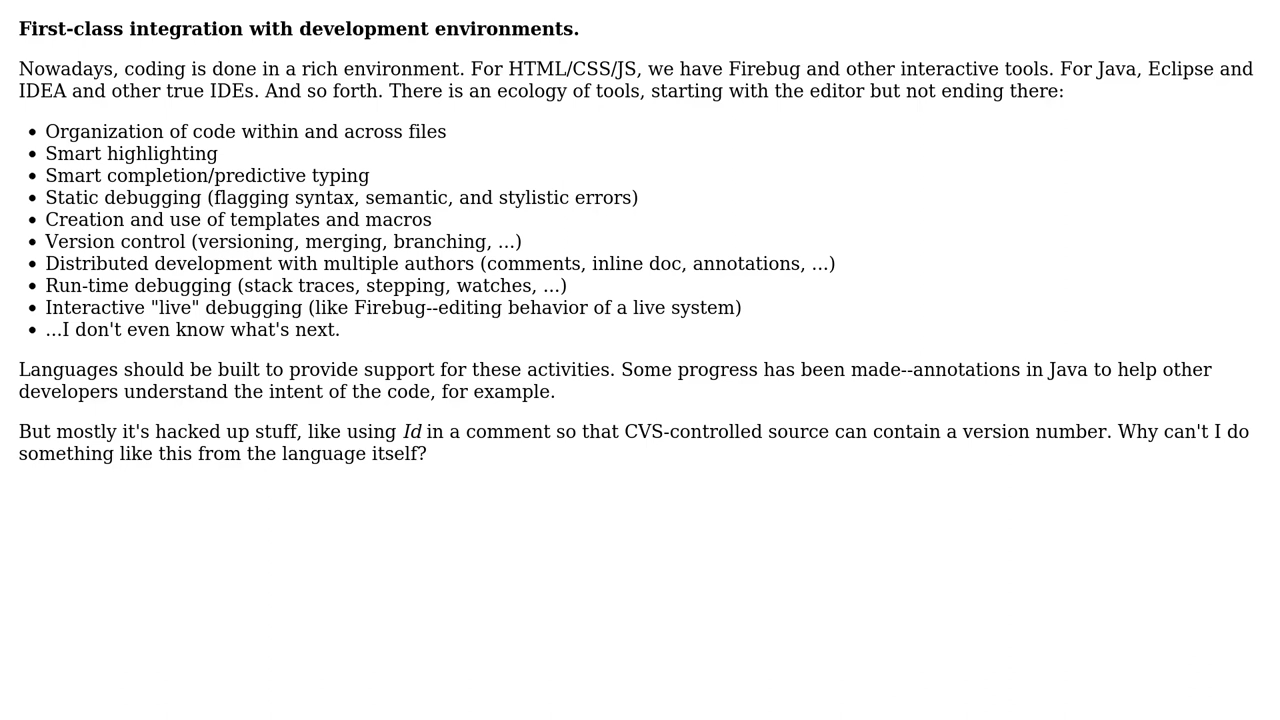 First-class integration with development environments.
Nowadays, coding is done in a rich environment. For HTML/CSS/JS, we have Firebug and other interactive tools. For Java, Eclipse and
IDEA and other true IDEs. And so forth. There is an ecology of tools, starting with the editor but not ending there:
• Organization of code within and across files
• Smart highlighting
• Smart completion/predictive typing
• Static debugging (flagging syntax, semantic, and stylistic errors)
• Creation and use of templates and macros
• Version control (versioning, merging, branching, ...)
• Distributed development with multiple authors (comments, inline doc, annotations, ...)
• Run-time debugging (stack traces, stepping, watches, ...)
• Interactive "live" debugging (like Firebug--editing behavior of a live system)
• ...I don't even know what's next.
Languages should be built to provide support for these activities. Some progress has been made--annotations in Java to help other
developers understand the intent of the code, for example.
But mostly it's hacked up stuff, like using Id in a comment so that CVS-controlled source can contain a version number. Why can't I do
something like this from the language itself?